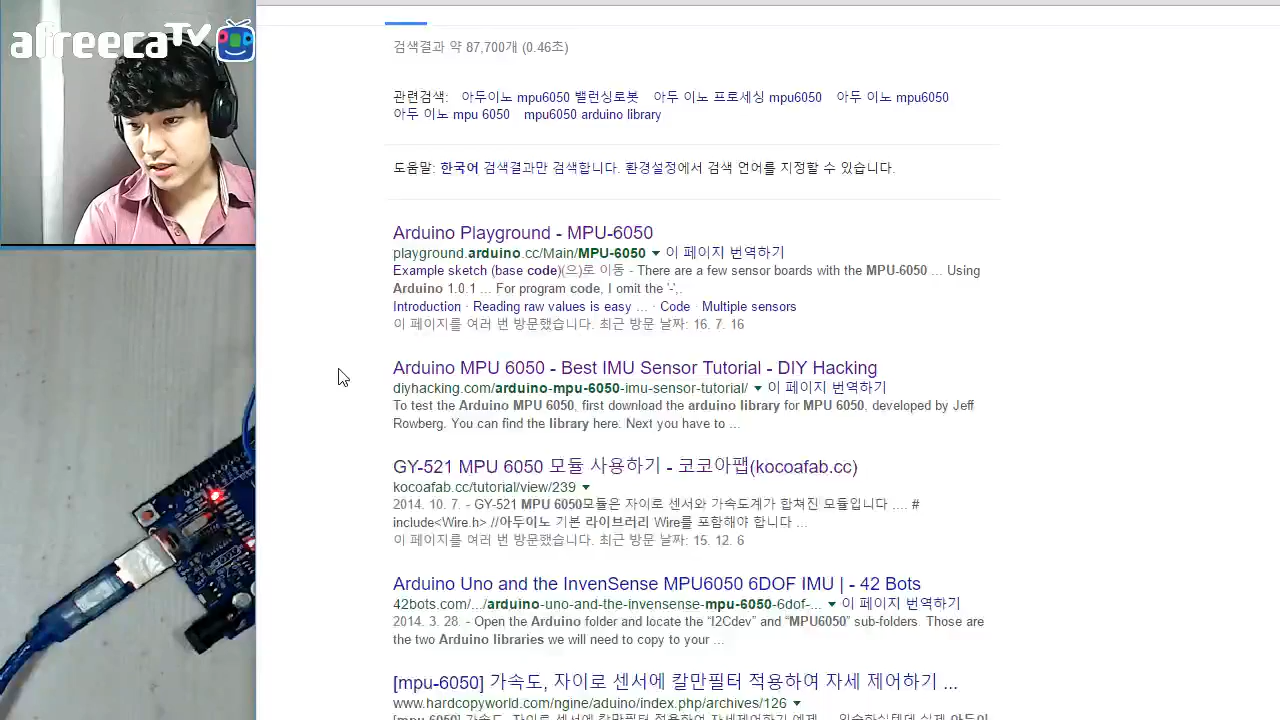 afreecaTV
검색결과 약 87,700개 (0.46초)
관련검색: 아두이노 mpu6050 밸런싱로봇 아두 이노 프로세싱 mpu6050 아두 이노 mpu6050
아두 이노 mpu 6050 mpu6050 arduino library
도움말: 한국어 검색결과만 검색합니다. 환경설정에서 검색 언어를 지정할 수 있습니다.
Arduino Playground - MPU-6050
playground.arduino.cc/Main/MPU-6050 ▼ 이 페이지 번역하기
Example sketch (base code)(으)로 이동 - There are a few sensor boards with the MPU-6050 ... Using
Arduino 1.0.1 ... For program code, I omit the '-',.
Introduction · Reading raw values is easy ... · Code · Multiple sensors
이 페이지를 여러 번 방문했습니다. 최근 방문 날짜: 16. 7. 16
Arduino MPU 6050 - Best IMU Sensor Tutorial - DIY Hacking
diyhacking.com/arduino-mpu-6050-imu-sensor-tutorial/ ▼ 이 페이지 번역하기
To test the Arduino MPU 6050, first download the arduino library for MPU 6050, developed by Jeff
Rowberg. You can find the library here. Next you have to ...
GY-521 MPU 6050 모듈 사용하기 - 코코아팹(kocoafab.cc)
kocoafab.cc/tutorial/view/239 ▼
2014. 10. 7. - GY-521 MPU 6050모듈은 자이로 센서와 가속도계가 합쳐진 모듈입니다 .... #
include<Wire.h> //아두이노 기본 라이브러리 Wire를 포함해야 합니다 ...
이 페이지를 여러 번 방문했습니다. 최근 방문 날짜: 15. 12. 6
Arduino Uno and the InvenSense MPU6050 6DOF IMU | - 42 Bots
42bots.com/.../arduino-uno-and-the-invensense-mpu-6050-6dof-... ▼ 이 페이지 번역하기
2014. 3. 28. - Open the Arduino folder and locate the “I2Cdev” and “MPU6050” sub-folders. Those are
the two Arduino libraries we will need to copy to your ...
[mpu-6050] 가속도, 자이로 센서에 칼만필터 적용하여 자세 제어하기 ...
www.hardcopyworld.com/ngine/aduino/index.php/archives/126 ▼